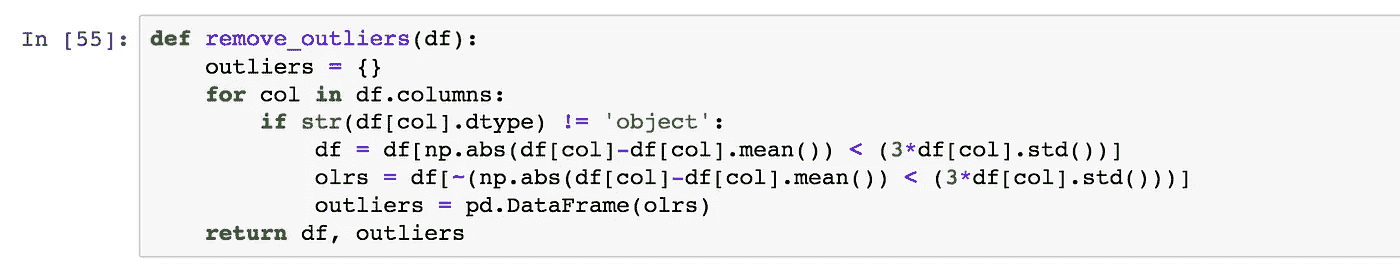 In [55]: def remove_outliers(df):
    outliers = {}
    for col in df.columns:
        if str(df[col].dtype) != 'object':
            df = df[np.abs(df[col]-df[col].mean()) < (3*df[col].std())]
            olrs = df[~(np.abs(df[col]-df[col].mean()) < (3*df[col].std()))]
            outliers = pd.DataFrame(olrs)
    return df, outliers